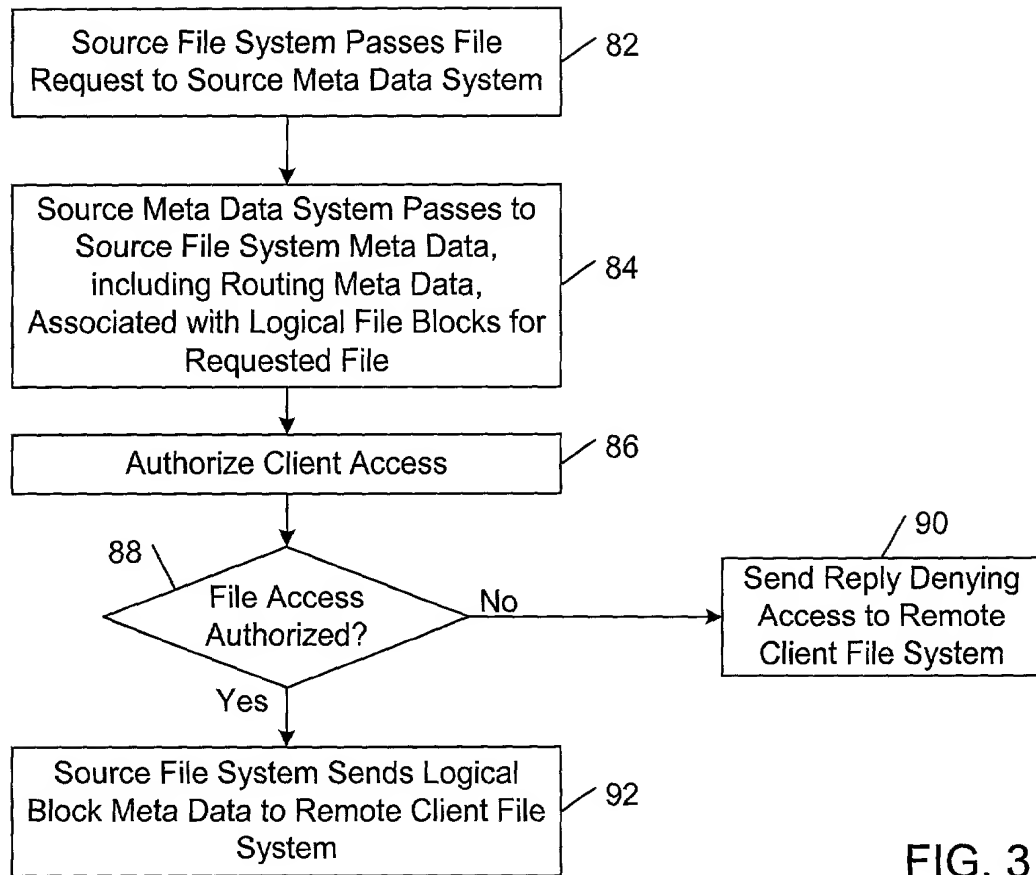 Source File System Passes File
Request to Source Meta Data System
82
Source Meta Data System Passes to
Source File System Meta Data,
including Routing Meta Data,
Associated with Logical File Blocks for
Requested File
84
Authorize Client Access
86
88
File Access
Authorized?
No
Yes
90
Send Reply Denying
Access to Remote
Client File System
Source File System Sends Logical
Block Meta Data to Remote Client File
System
92
FIG. 3